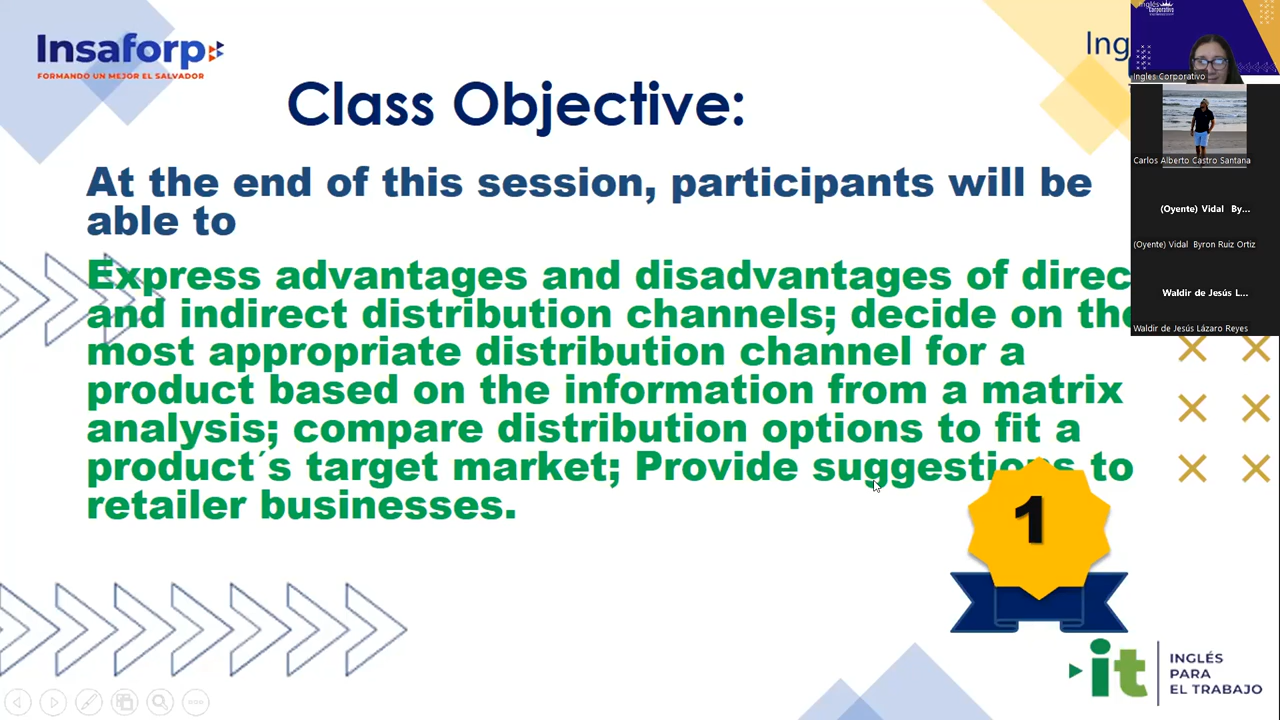 Insaforp
FORMANDO UN MEJOR EL SALVADOR
Ing
Class Objective:
At the end of this session, participants will be
able to
Express advantages and disadvantages of direc
and indirect distribution channels; decide on the
most appropriate distribution channel for a
product based on the information from a matrix
analysis; compare distribution options to fit a
product´s target market; Provide suggestions to
retailer businesses.
1
it
INGLÉS
PARA
EL TRABAJO
Inglés
Corporativo
Ingles Corporativo
Carlos Alberto Castro Santana
(Oyente) Vidal By...
(Oyente) Vidal Byron Ruiz Ortiz
Waldir de Jesús L...
Waldir de Jesús Lázaro Reyes